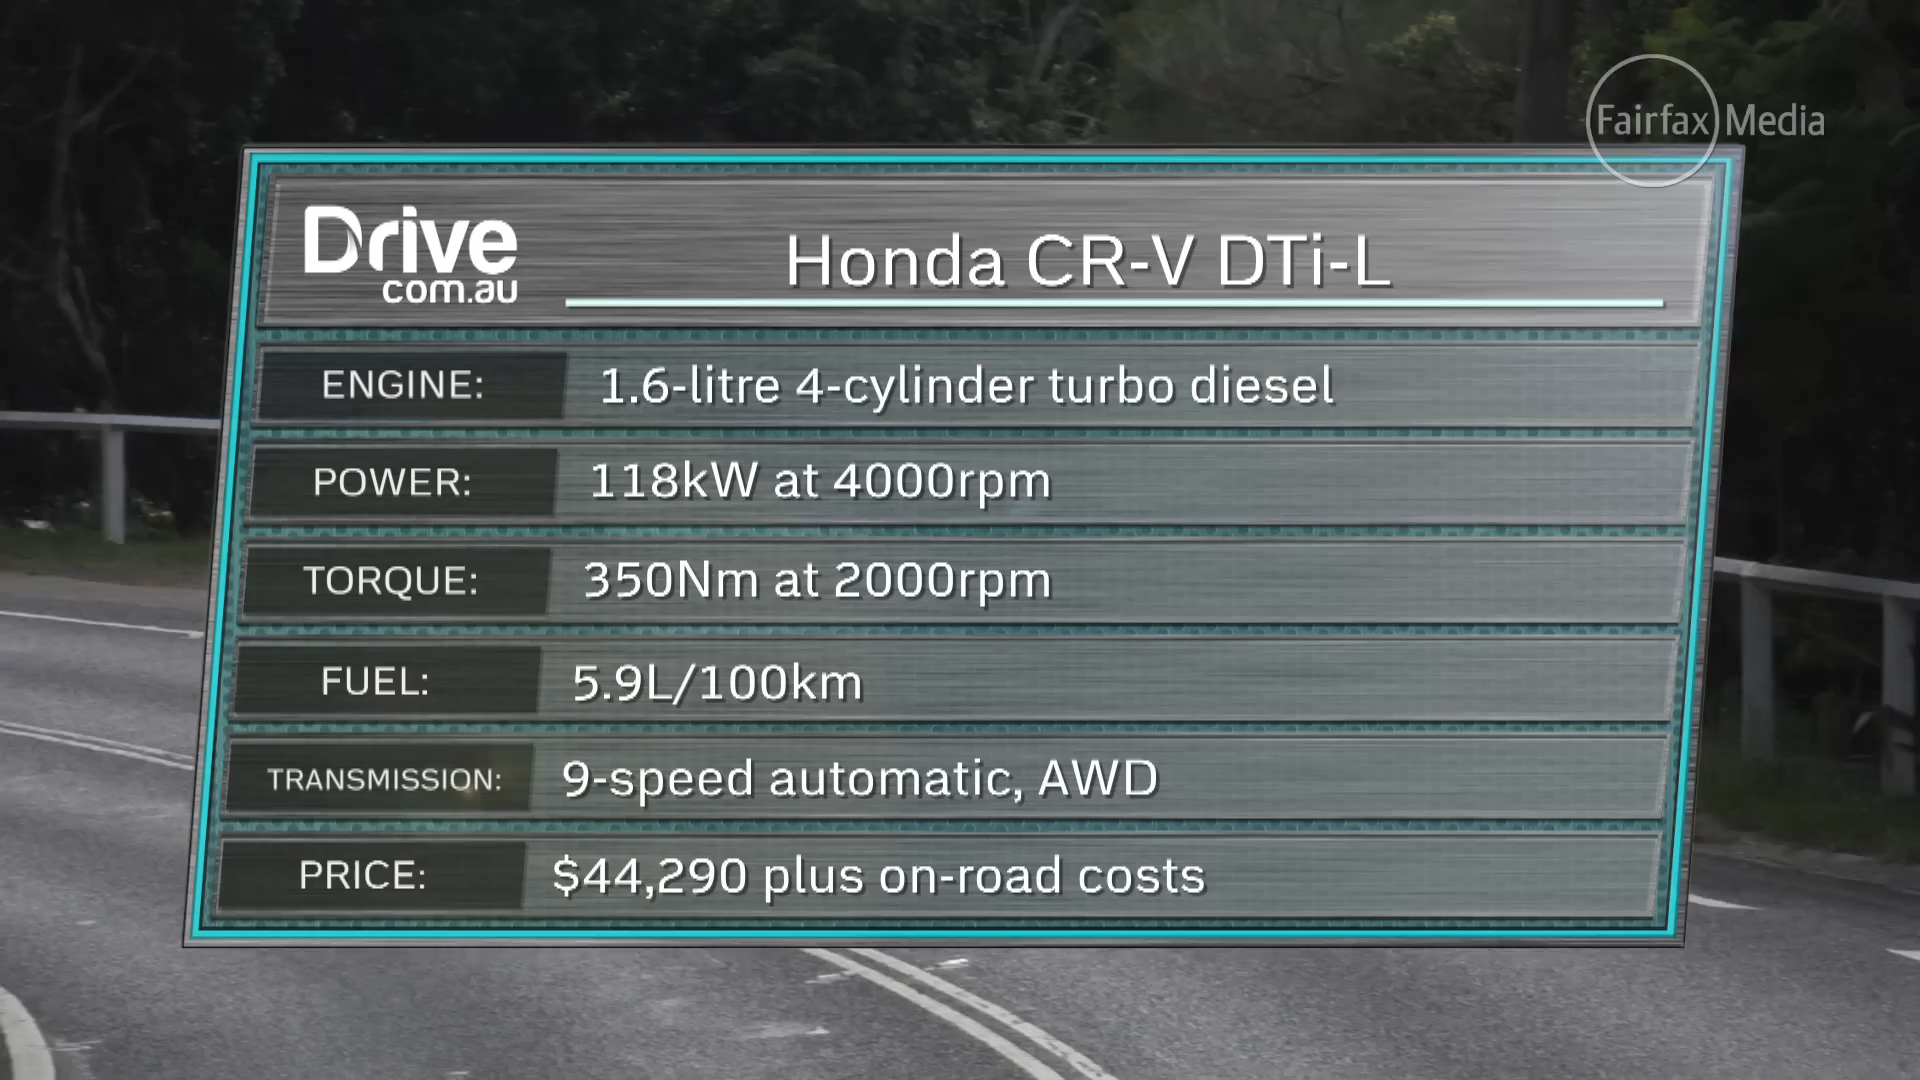 Fairfax Media
Drive
com.au
Honda CR-V DTi-L
ENGINE: 1.6-litre 4-cylinder turbo diesel
POWER: 118kW at 4000rpm
TORQUE: 350Nm at 2000rpm
FUEL: 5.9L/100km
TRANSMISSION: 9-speed automatic, AWD
PRICE: $44,290 plus on-road costs